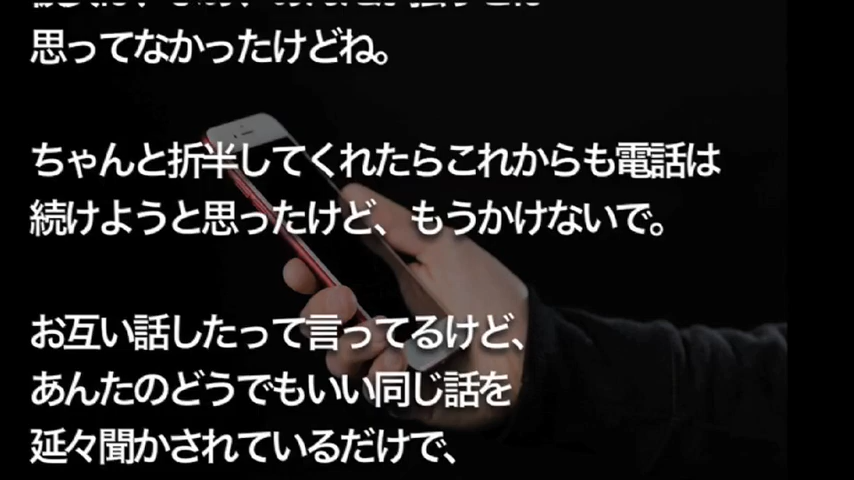 思ってなかったけどね。
ちゃんと折半してくれたらこれからも電話は
続けようと思ったけど、もうかけないで。
お互い話したって言ってるけど、
あんたのどうでもいい同じ話を
延々聞かされているだけで、